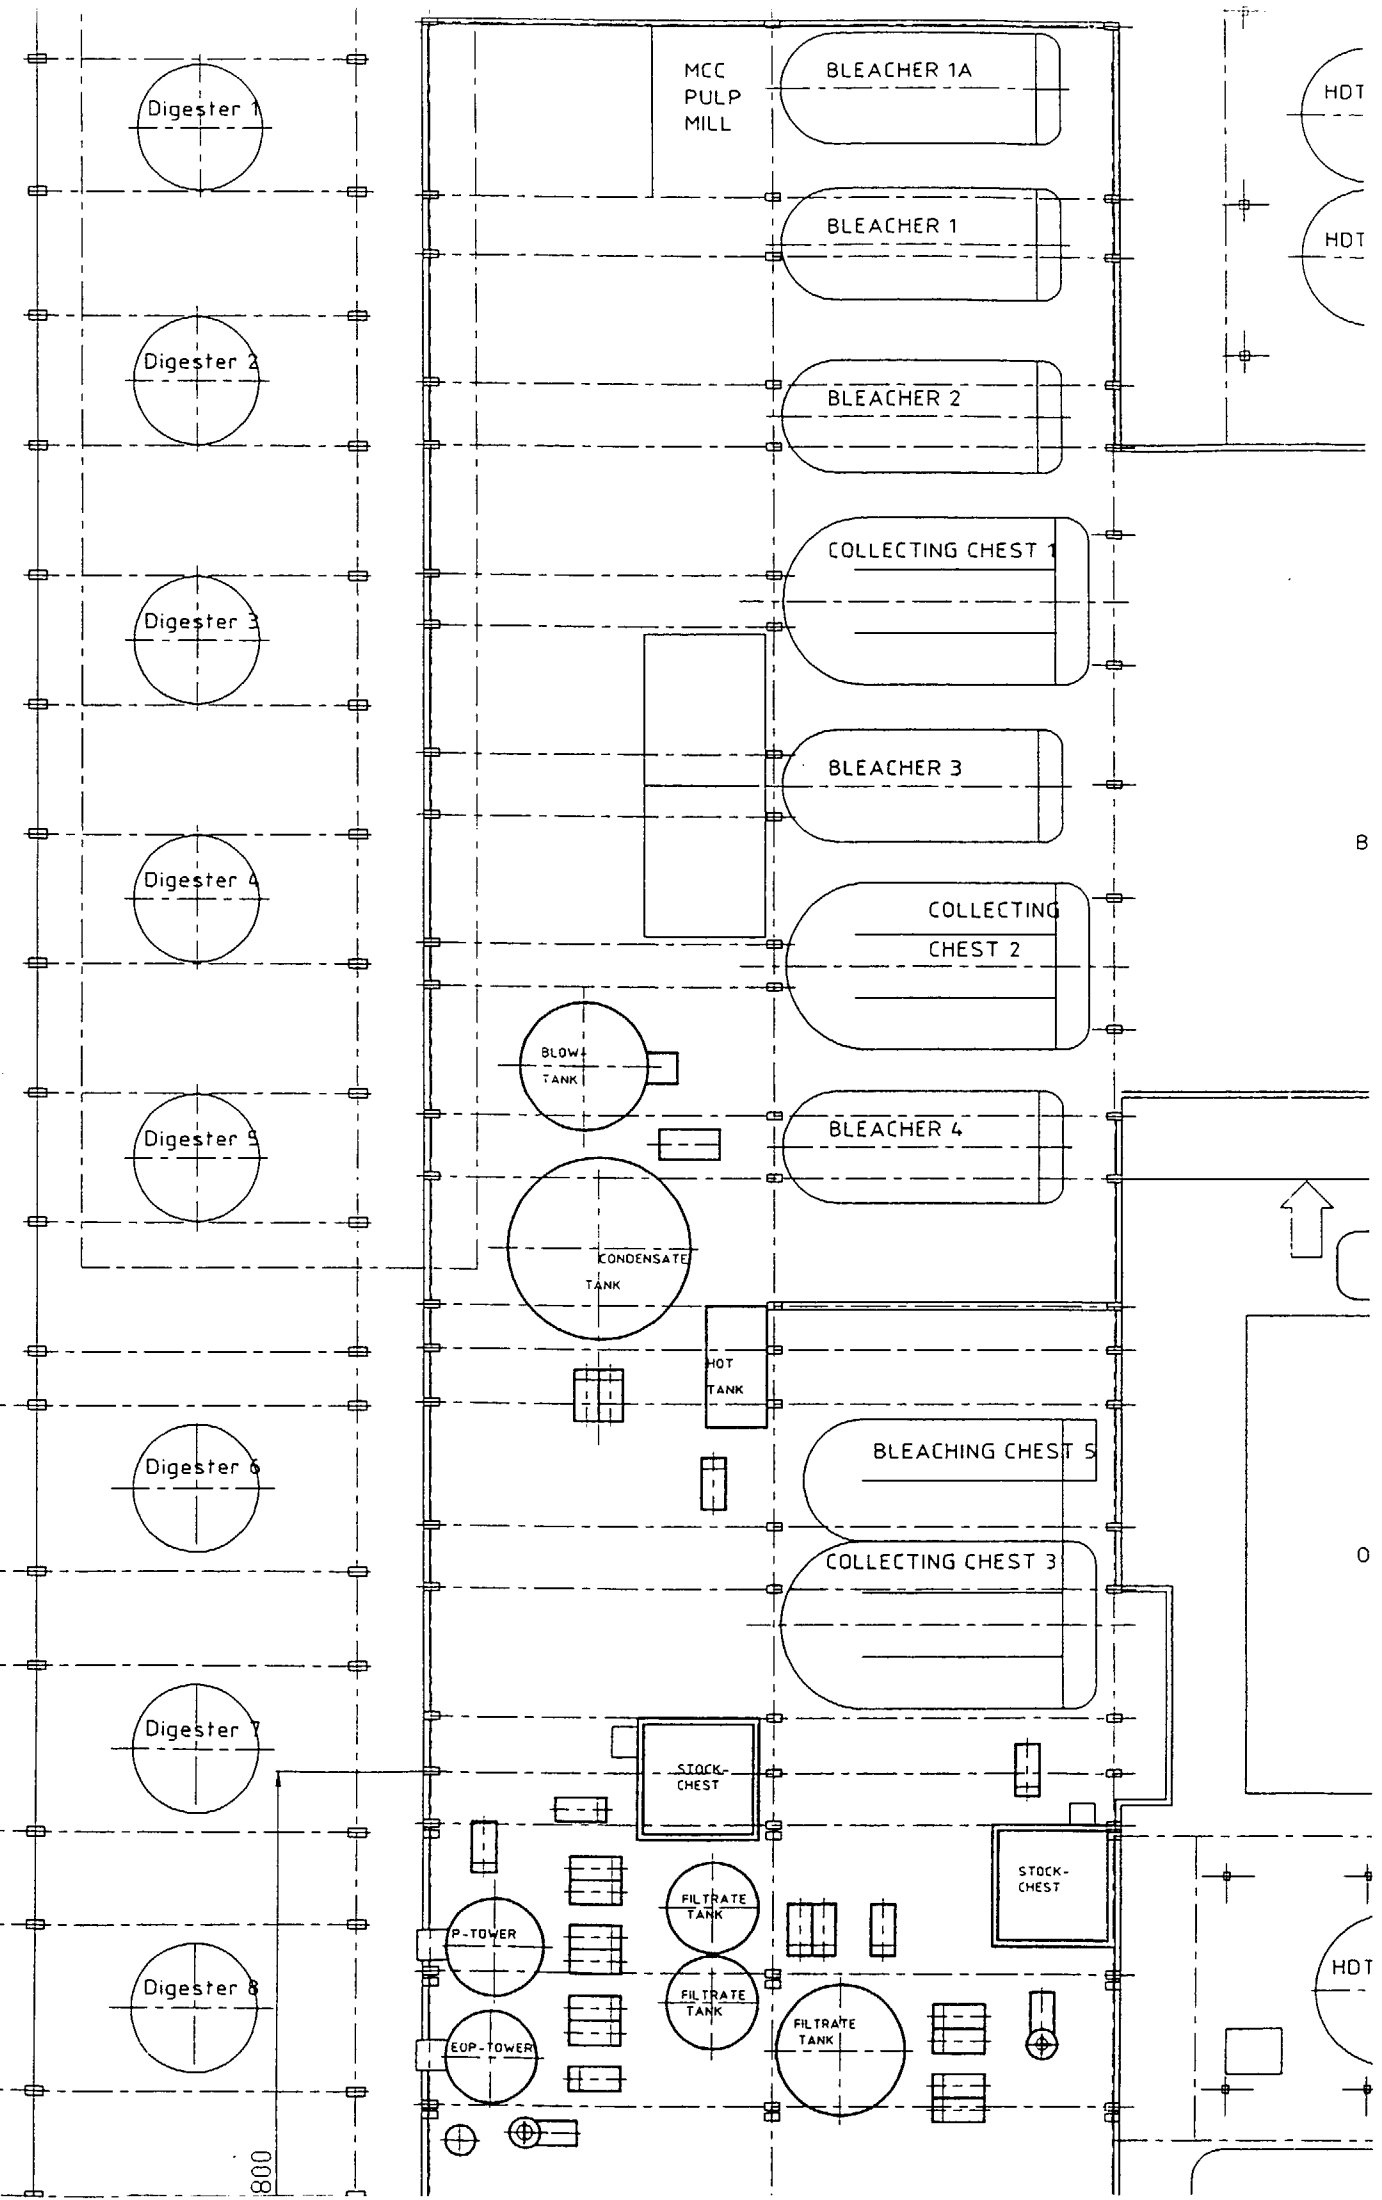 Digester 1
MCC
PULP
MILL
BLEACHER 1A
HDT
BLEACHER 1
HDT
Digester 2
BLEACHER 2
COLLECTING CHEST 1
Digester 3
BLEACHER 3
B
Digester 4
COLLECTING
CHEST 2
BLOW
TANK
BLEACHER 4
Digester 5
CONDENSATE
TANK
HOT
TANK
BLEACHING CHEST 5
Digester 6
COLLECTING CHEST 3
O
Digester 7
STOCK-
CHEST
STOCK-
CHEST
FILTRATE
TANK
P-TOWER
HDT
Digester 8
FILTRATE
TANK
FILTRATE
TANK
EOP-TOWER
800